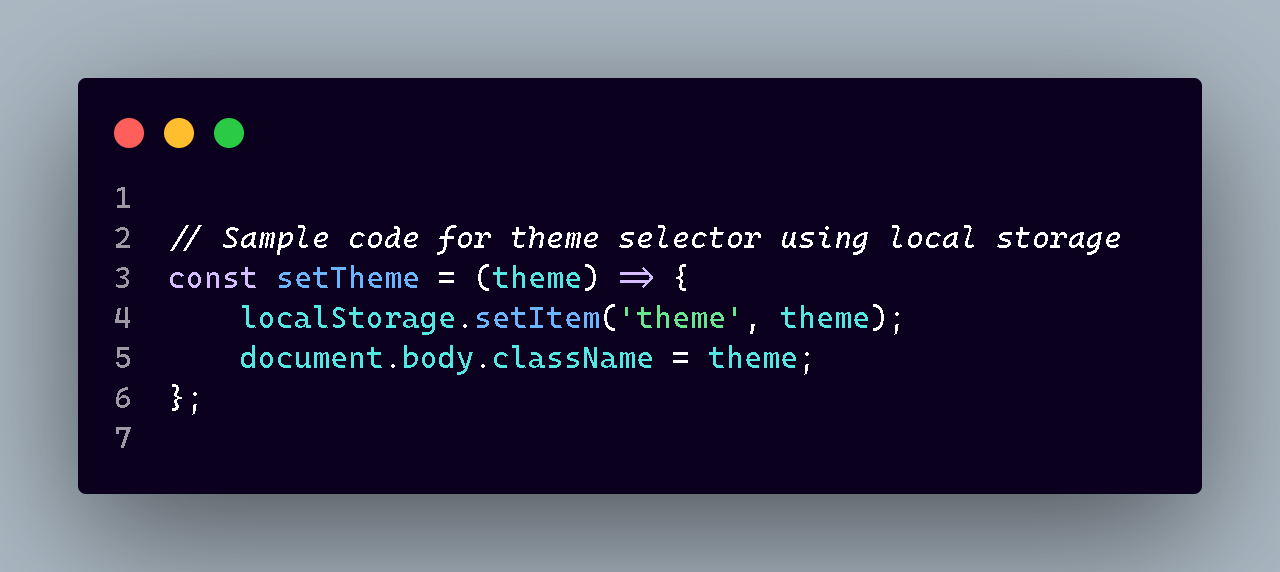 1
2 // Sample code for theme selector using local storage
3 const setTheme = (theme) => {
4     localStorage.setItem('theme', theme);
5     document.body.className = theme;
6 };
7